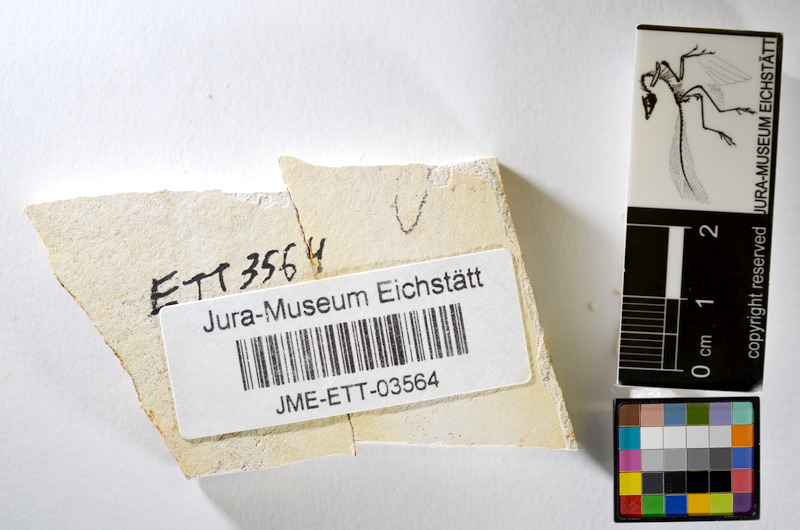 ETT 3564
Jura-Museum Eichstätt
JME-ETT-03564
JURA-MUSEUM EICHSTÄTT
copyright reserved
0 cm 1 2